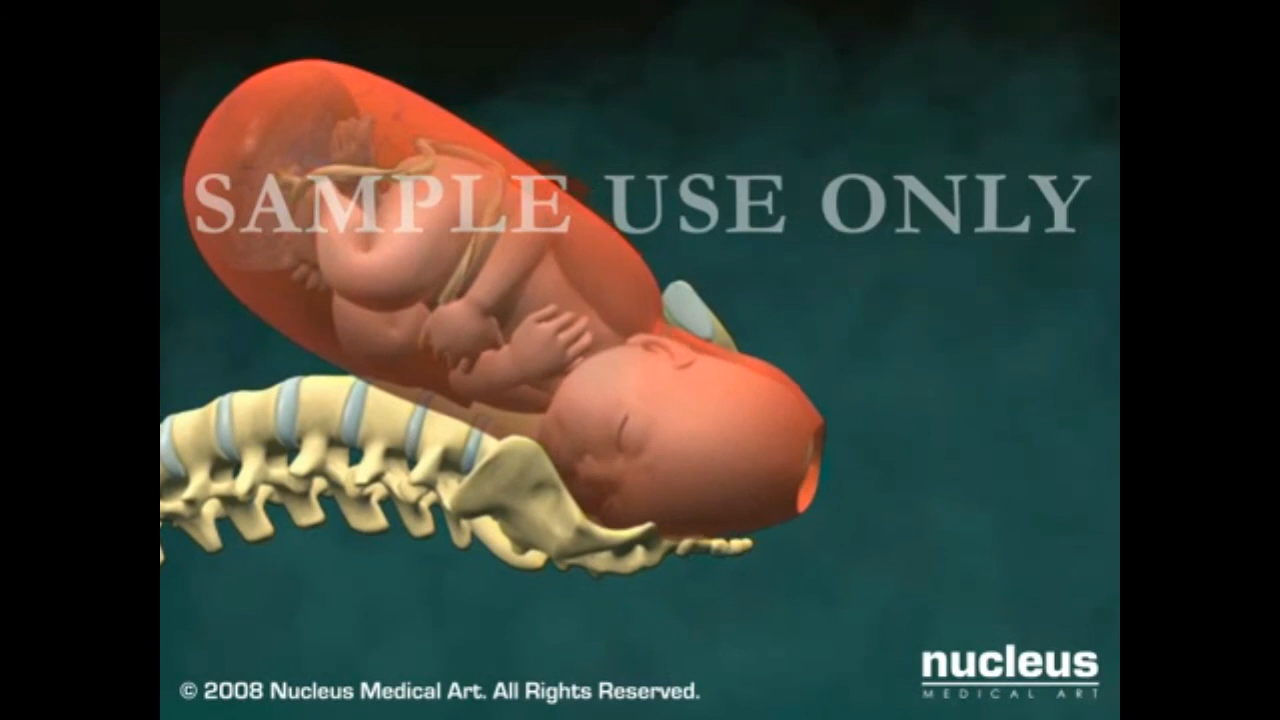 SAMPLE USE ONLY
nucleus
MEDICAL ART
© 2008 Nucleus Medical Art. All Rights Reserved.